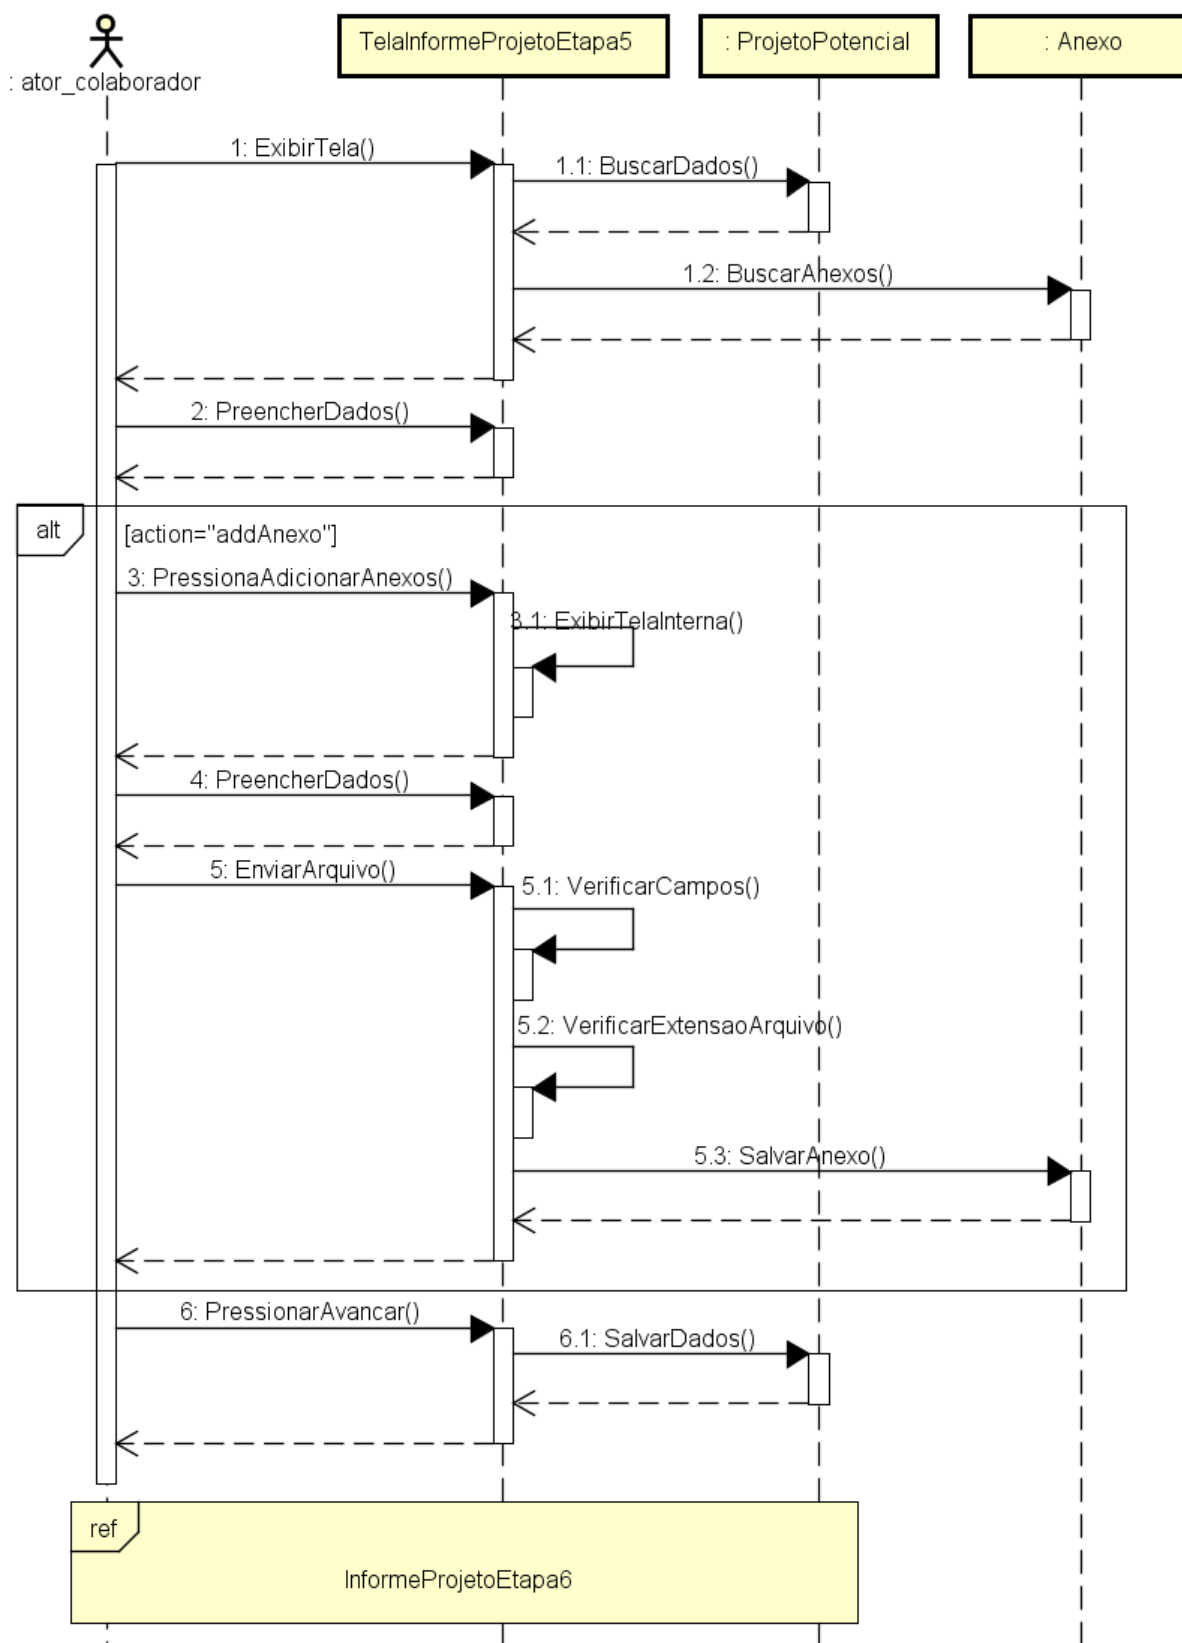 : ator_colaborador
TelaInformeProjetoEtapa5
: ProjetoPotencial
: Anexo
1: ExibirTela()
1.1: BuscarDados()
1.2: BuscarAnexos()
2: PreencherDados()
alt
[action="addAnexo"]
3: PressionaAdicionarAnexos()
3.1: ExibirTelaInterna()
4: PreencherDados()
5: EnviarArquivo()
5.1: VerificarCampos()
5.2: VerificarExtensaoArquivo()
5.3: SalvarAnexo()
6: PressionarAvancar()
6.1: SalvarDados()
ref
InformeProjetoEtapa6